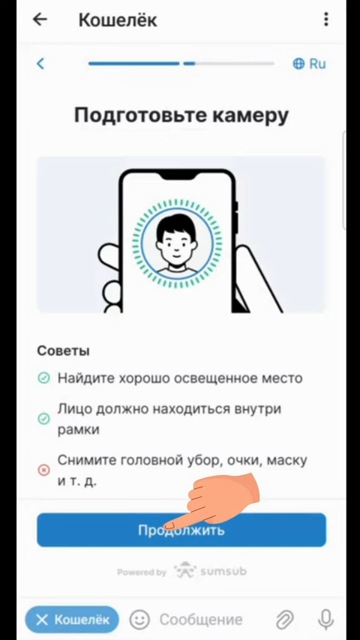 Кошелёк
Ru
Подготовьте камеру
Советы
Найдите хорошо освещенное место
Лицо должно находиться внутри
рамки
Снимите головной убор, очки, маску
и т. д.
Продолжить
Powered by sumsub
Кошелёк
Сообщение